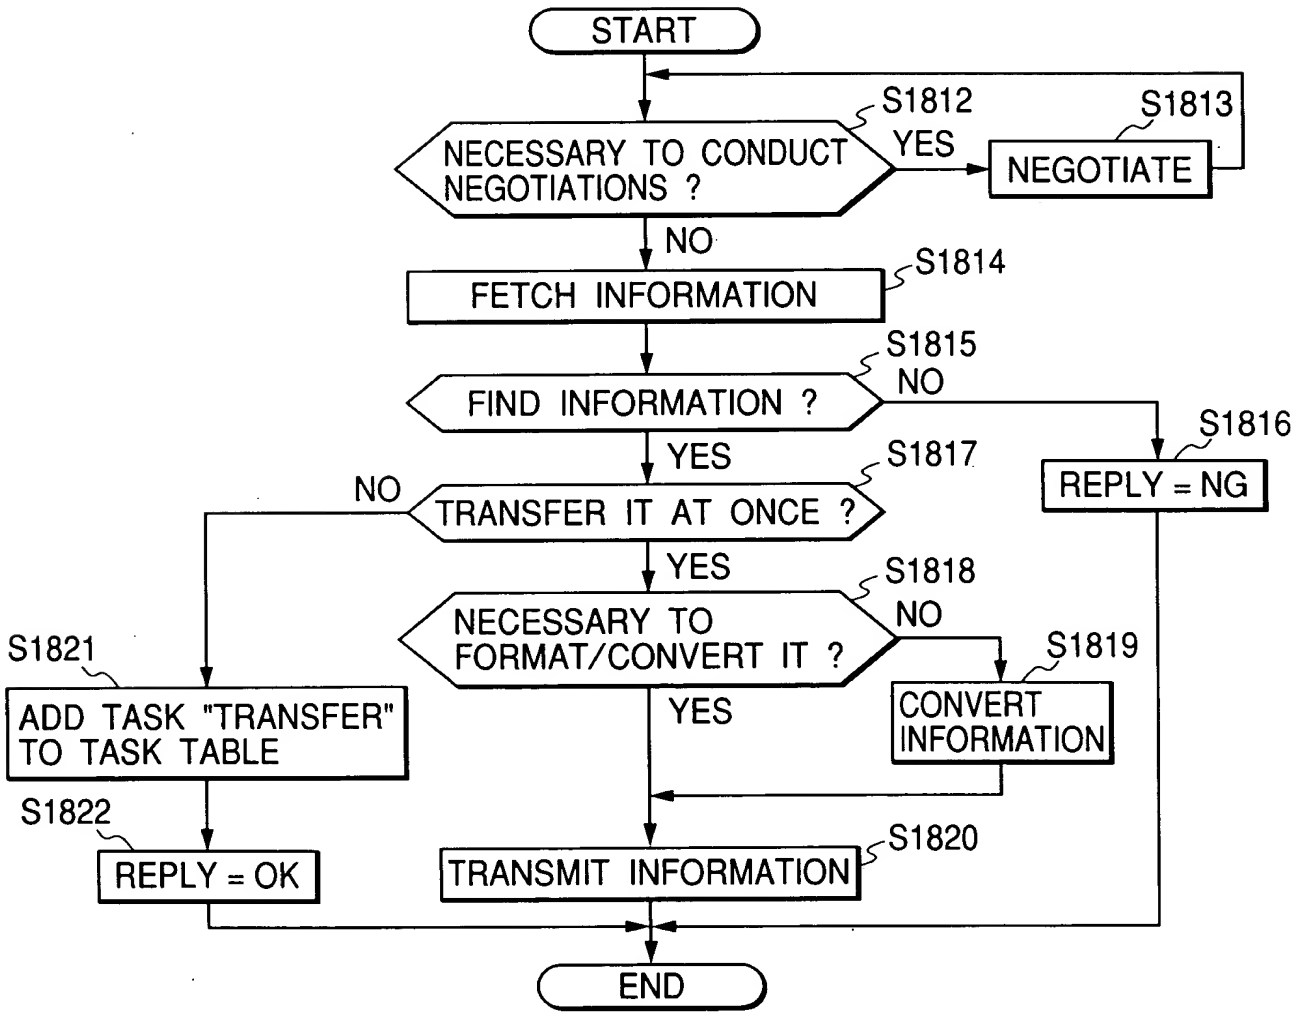 START
S1812
S1813
NECESSARY TO CONDUCT
NEGOTIATIONS ?
YES
NEGOTIATE
NO
S1814
FETCH INFORMATION
S1815
FIND INFORMATION ?
NO
S1816
REPLY = NG
YES
S1817
NO
TRANSFER IT AT ONCE ?
YES
S1818
NECESSARY TO
FORMAT/CONVERT IT ?
NO
S1819
CONVERT
INFORMATION
YES
S1821
ADD TASK "TRANSFER"
TO TASK TABLE
S1822
REPLY = OK
S1820
TRANSMIT INFORMATION
END